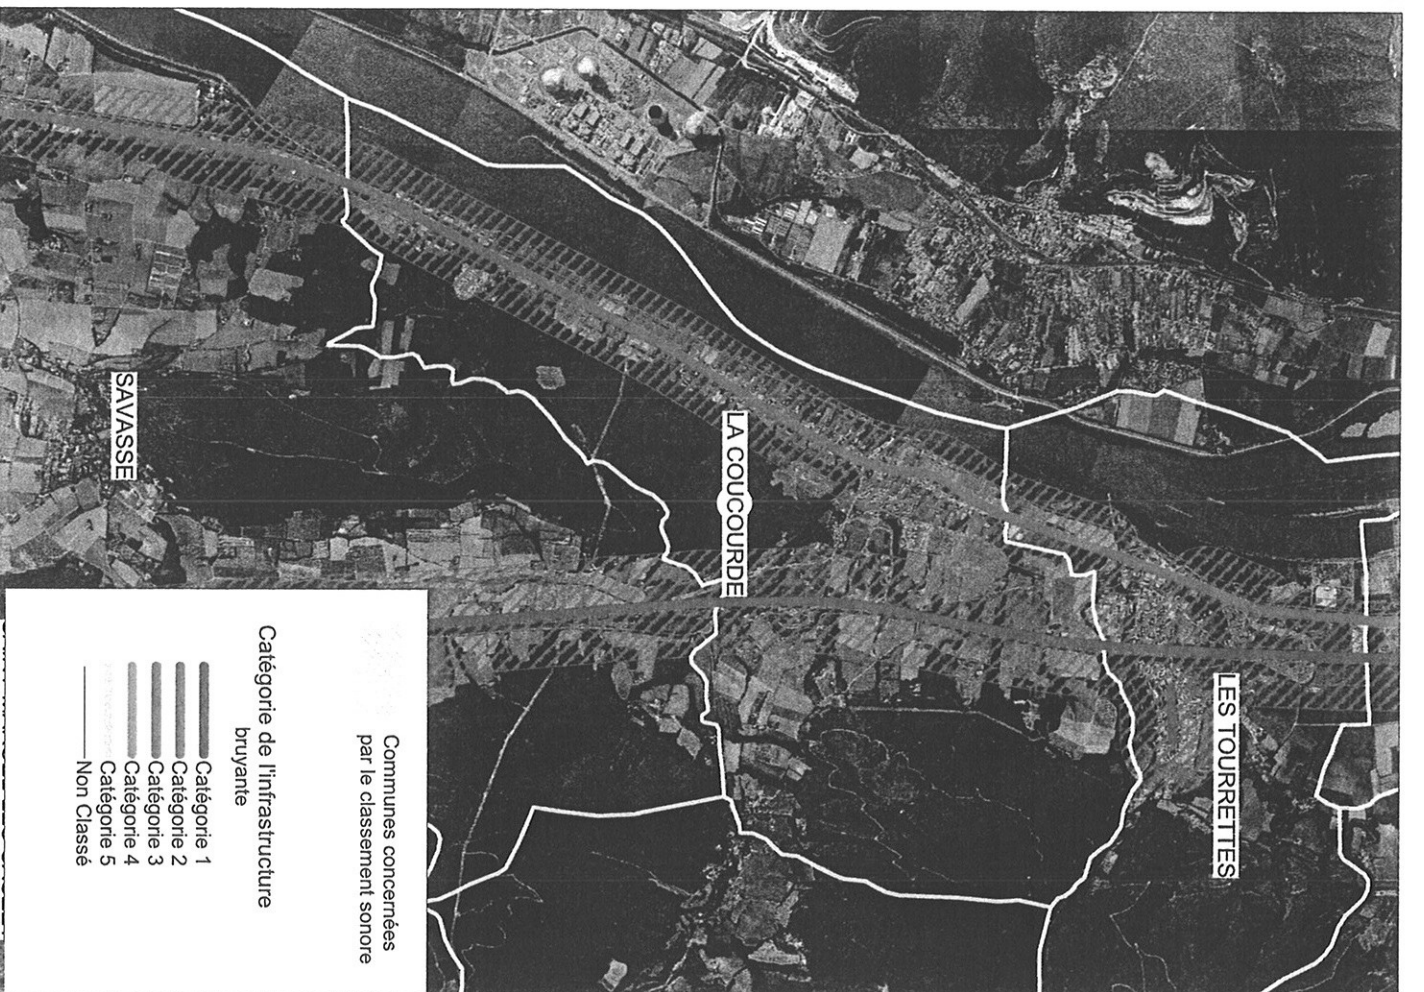 LES TOURRETTES
LA COUCOURDE
SAVASSE
Communes concernées
par le classement sonore
Catégorie de l'infrastructure
bruyante
Catégorie 1
Catégorie 2
Catégorie 3
Catégorie 4
Catégorie 5
Non Classé